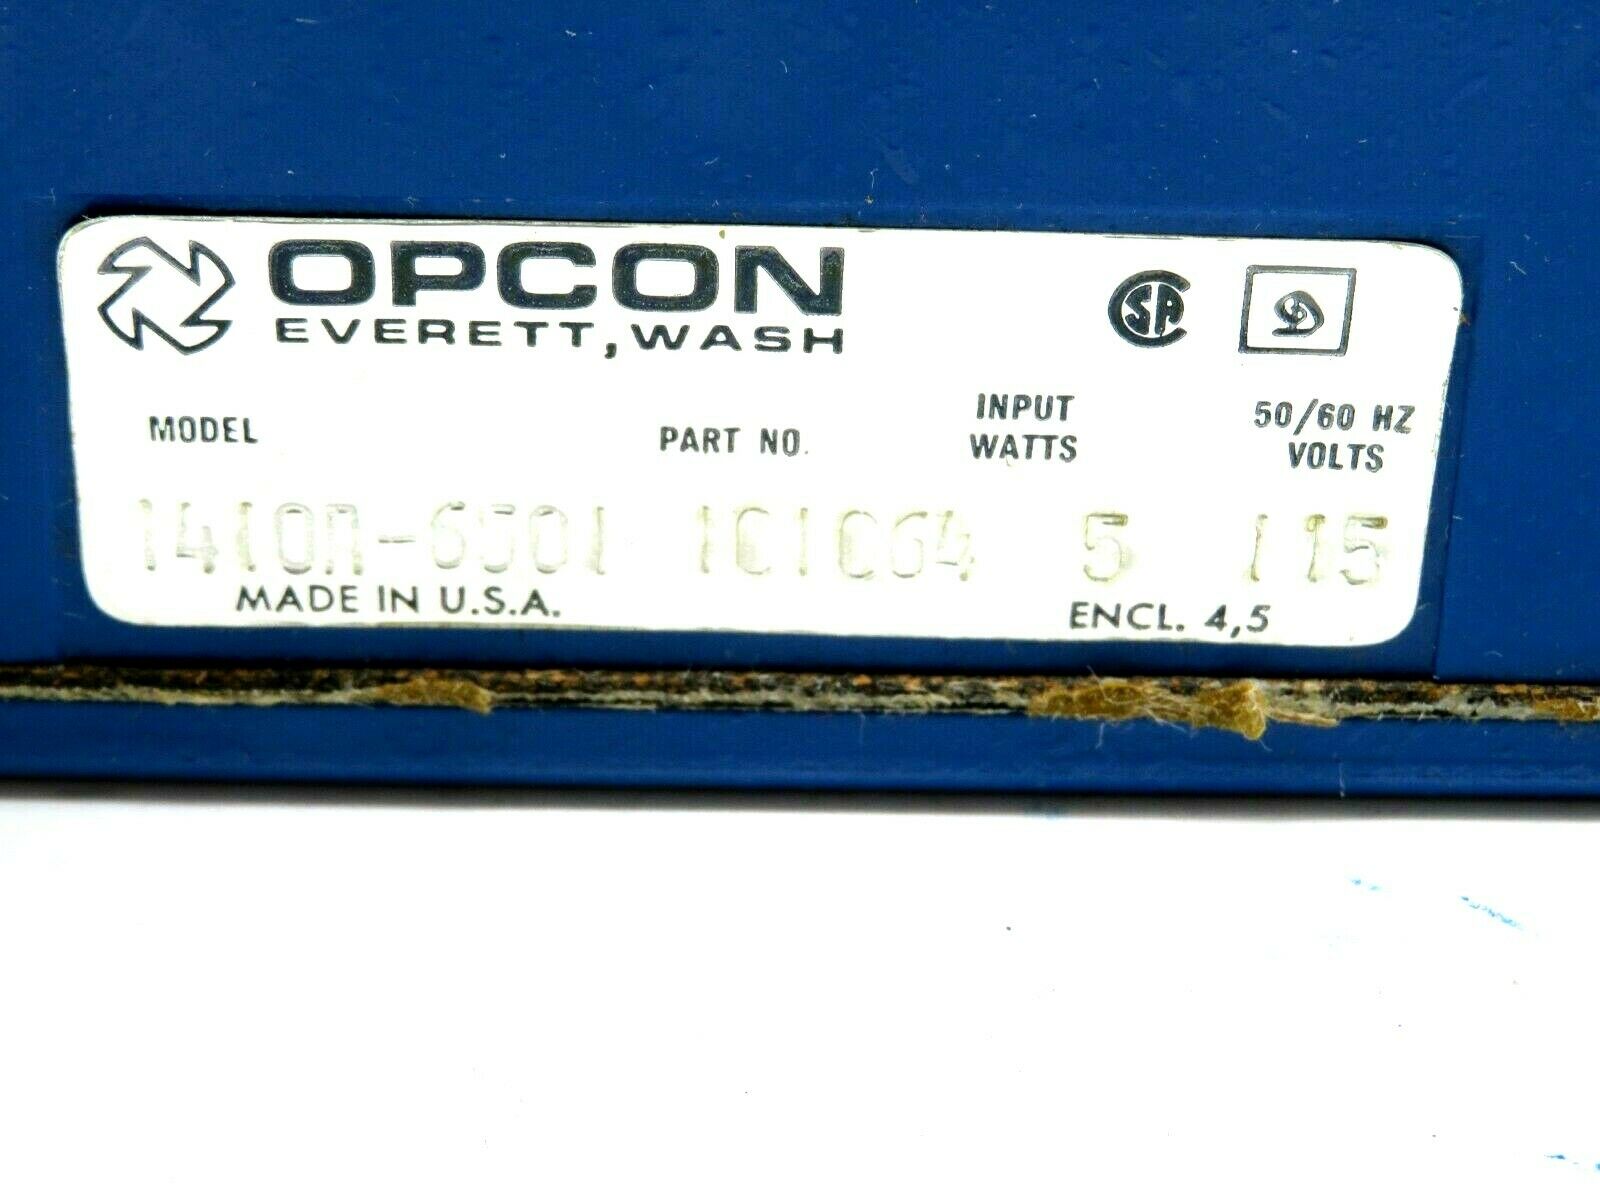 OPCON
EVERETT, WASH
MODEL
PART NO.
INPUT WATTS
50/60 HZ VOLTS
1410A-6501 101064 5 115
MADE IN U.S.A.
ENCL. 4,5